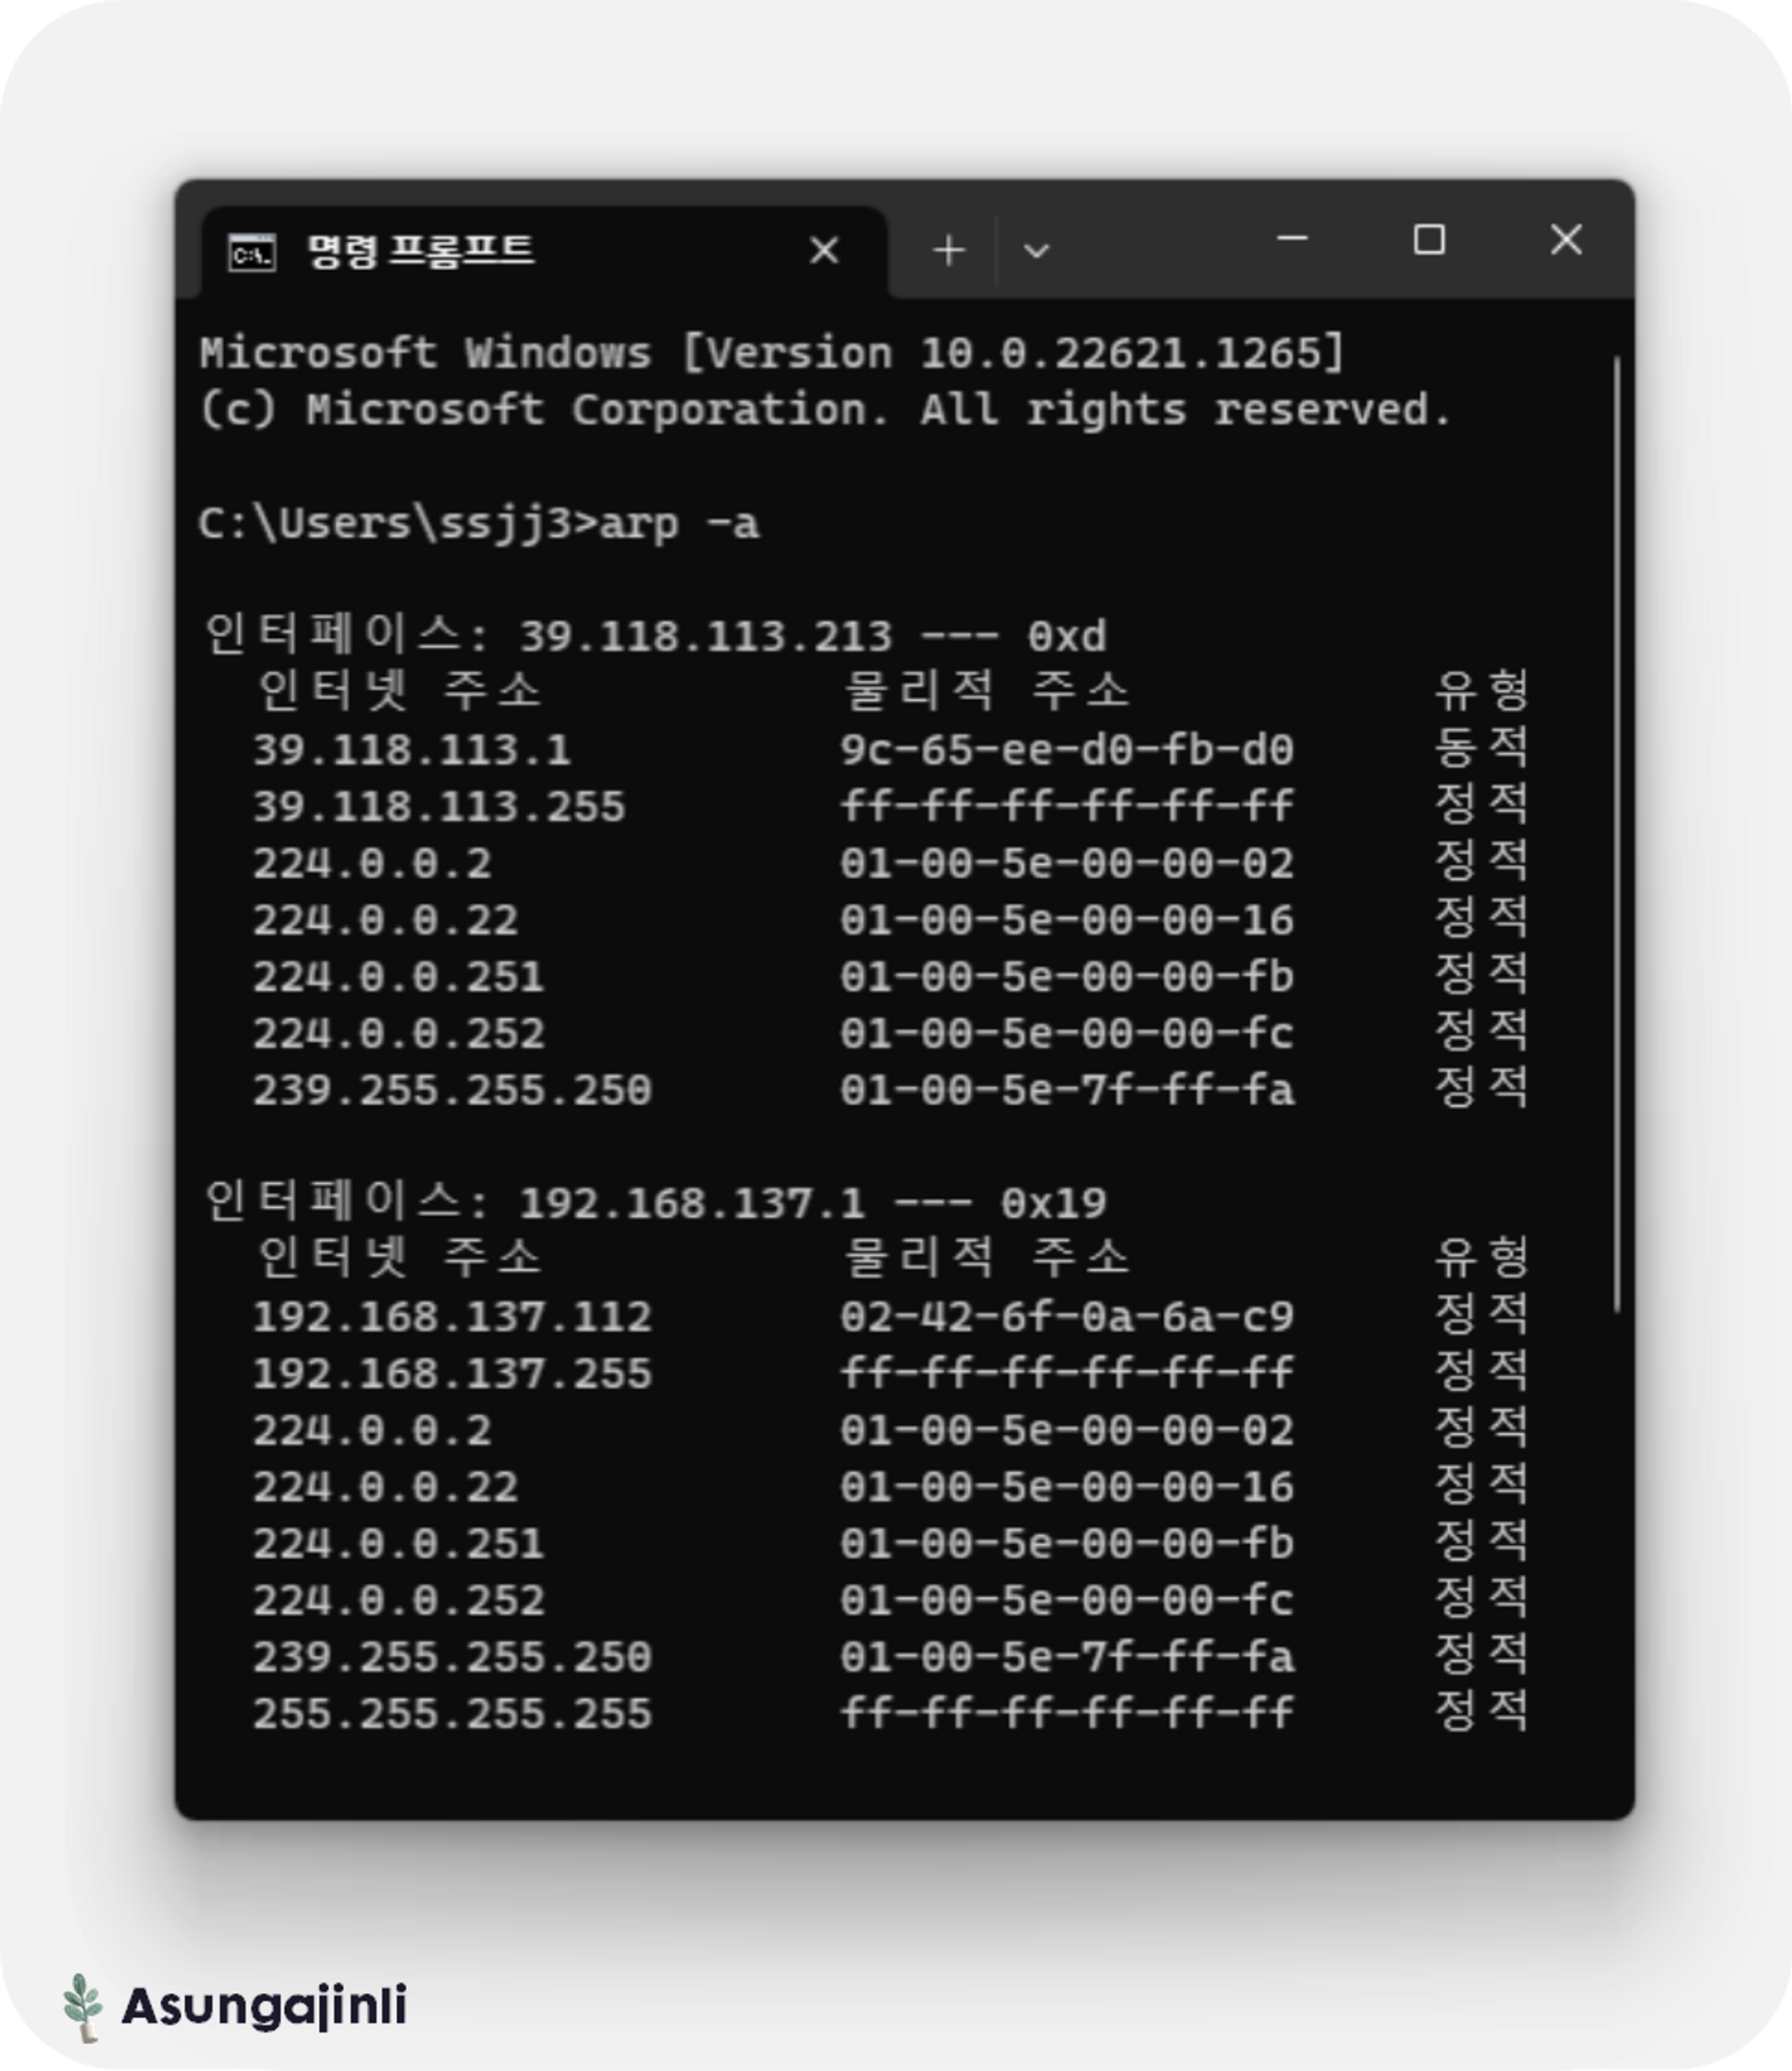 명령 프롬프트
Microsoft Windows [Version 10.0.22621.1265]
(c) Microsoft Corporation. All rights reserved.
C:\Users\ssjj3>arp -a
인터페이스: 39.118.113.213 --- 0xd
인터넷 주소 물리적 주소 유형
39.118.113.1 9c-65-ee-d0-fb-d0 동적
39.118.113.255 ff-ff-ff-ff-ff-ff 정적
224.0.0.2 01-00-5e-00-00-02 정적
224.0.0.22 01-00-5e-00-00-16 정적
224.0.0.251 01-00-5e-00-00-fb 정적
224.0.0.252 01-00-5e-00-00-fc 정적
239.255.255.250 01-00-5e-7f-ff-fa 정적
인터페이스: 192.168.137.1 --- 0x19
인터넷 주소 물리적 주소 유형
192.168.137.112 02-42-6f-0a-6a-c9 정적
192.168.137.255 ff-ff-ff-ff-ff-ff 정적
224.0.0.2 01-00-5e-00-00-02 정적
224.0.0.22 01-00-5e-00-00-16 정적
224.0.0.251 01-00-5e-00-00-fb 정적
224.0.0.252 01-00-5e-00-00-fc 정적
239.255.255.250 01-00-5e-7f-ff-fa 정적
255.255.255.255 ff-ff-ff-ff-ff-ff 정적
Asungajinli